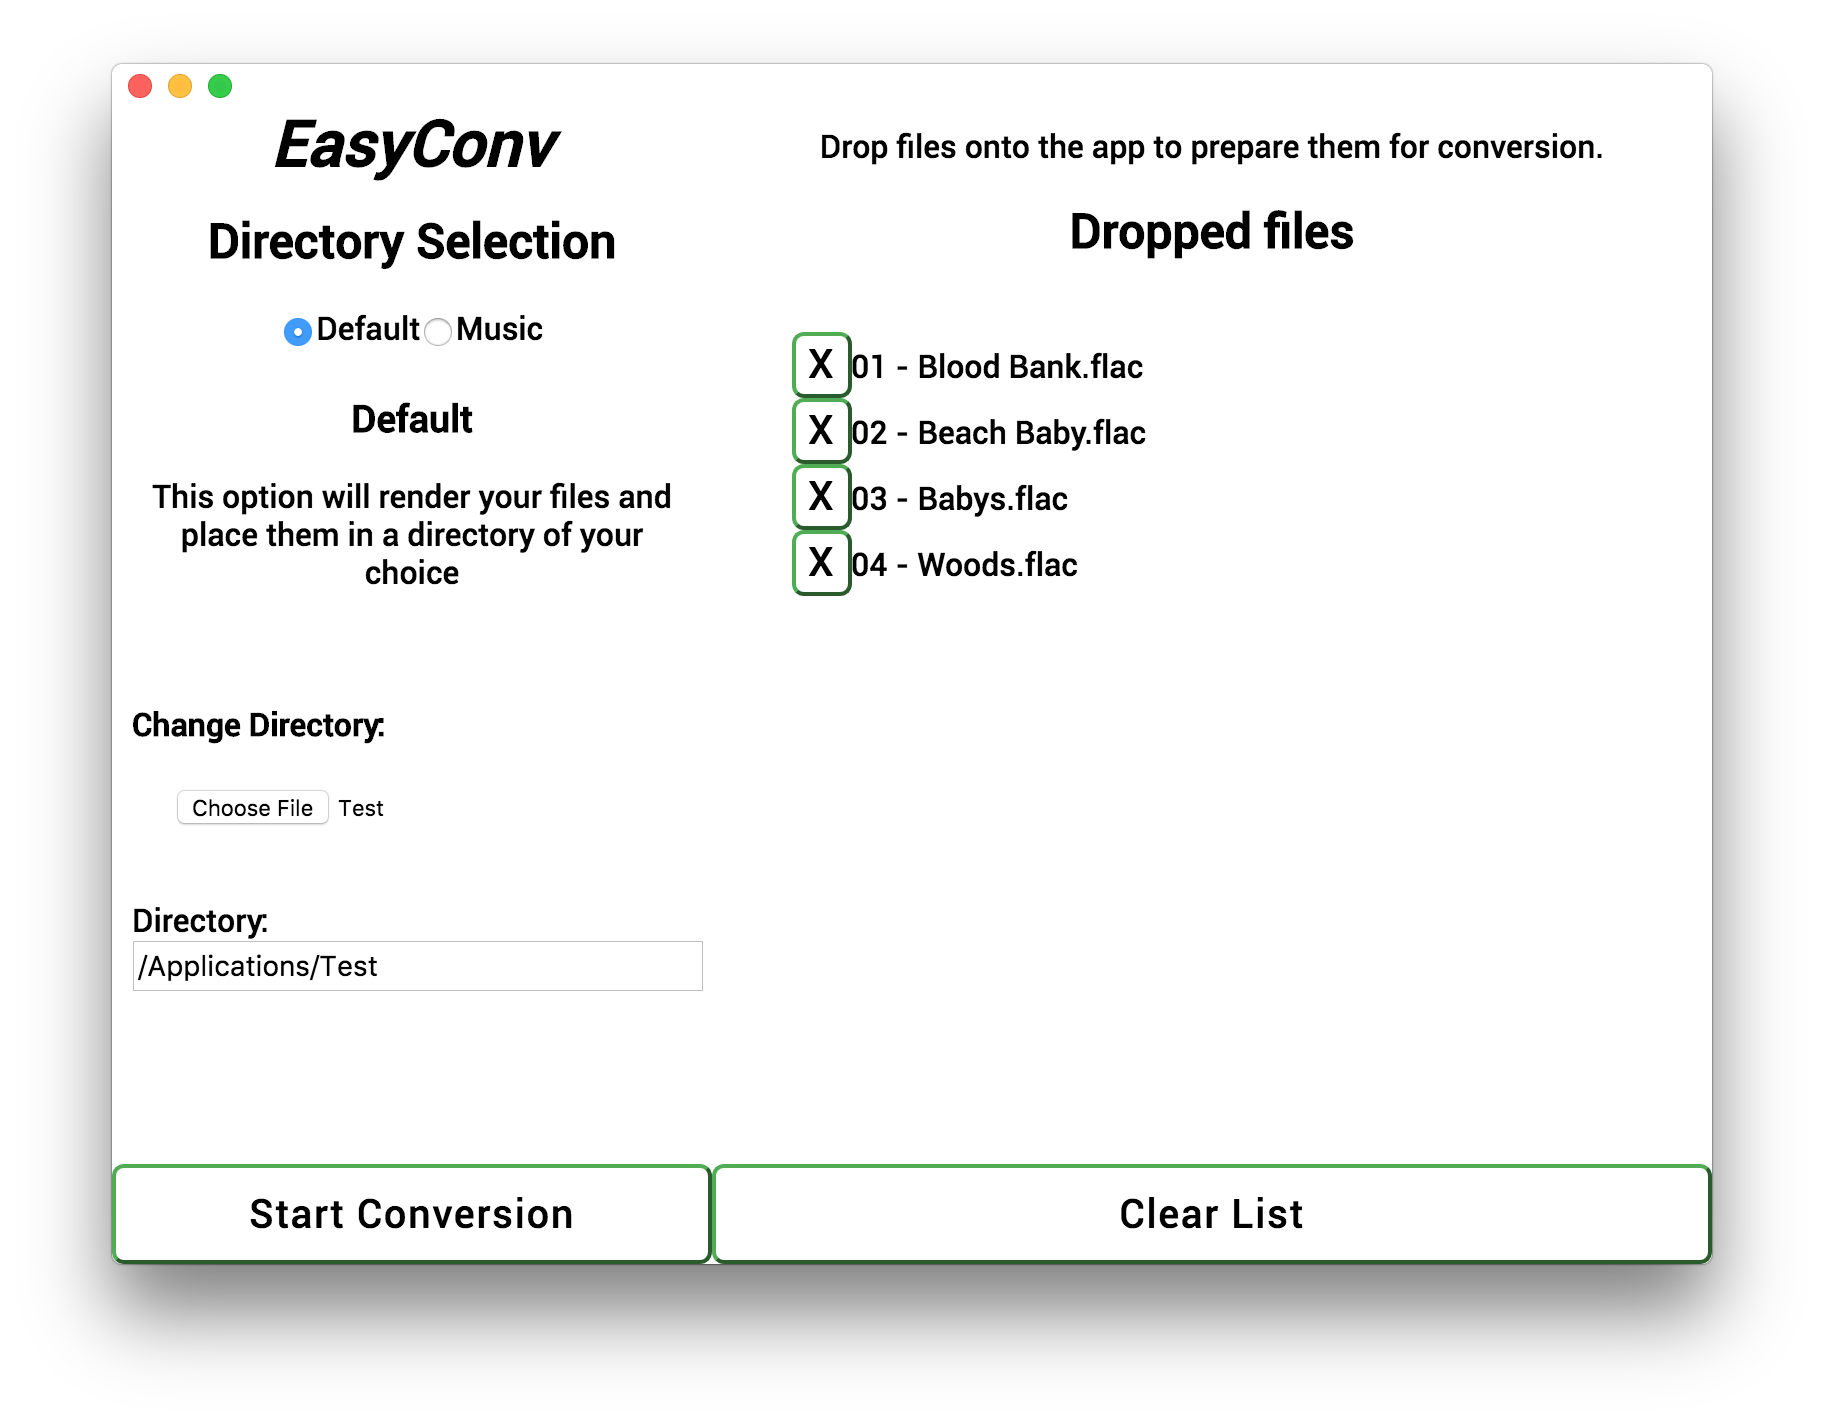 EasyConv
Directory Selection
Default Music
Default
This option will render your files and
place them in a directory of your
choice
Change Directory:
Choose File Test
Directory:
/Applications/Test
Start Conversion
Drop files onto the app to prepare them for conversion.
Dropped files
X 01 - Blood Bank.flac
X 02 - Beach Baby.flac
X 03 - Babys.flac
X 04 - Woods.flac
Clear List